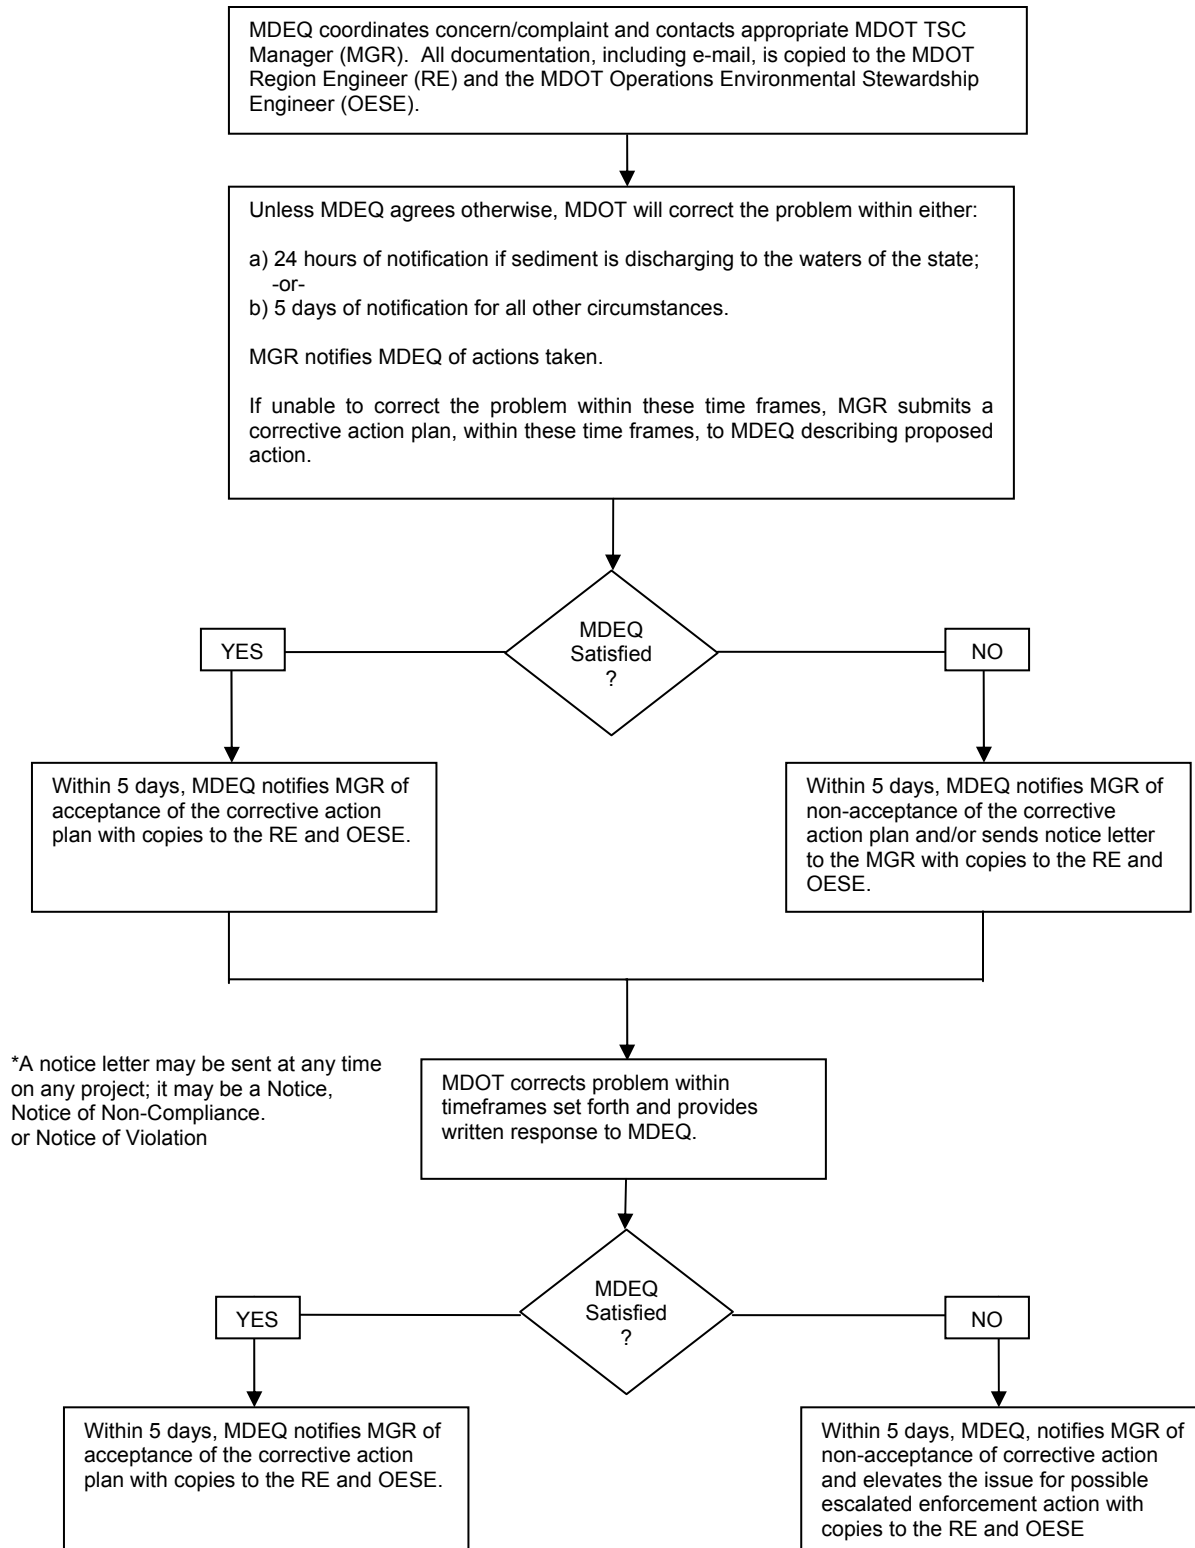 MDEQ coordinates concern/complaint and contacts appropriate MDOT TSC
Manager (MGR). All documentation, including e-mail, is copied to the MDOT
Region Engineer (RE) and the MDOT Operations Environmental Stewardship
Engineer (OESE).
Unless MDEQ agrees otherwise, MDOT will correct the problem within either:
a) 24 hours of notification if sediment is discharging to the waters of the state;
-or-
b) 5 days of notification for all other circumstances.
MGR notifies MDEQ of actions taken.
If unable to correct the problem within these time frames, MGR submits a
corrective action plan, within these time frames, to MDEQ describing proposed
action.
MDEQ
Satisfied
?
YES
NO
Within 5 days, MDEQ notifies MGR of
acceptance of the corrective action
plan with copies to the RE and OESE.
Within 5 days, MDEQ notifies MGR of
non-acceptance of the corrective
action plan and/or sends notice letter
to the MGR with copies to the RE and
OESE.
*A notice letter may be sent at any time
on any project; it may be a Notice,
Notice of Non-Compliance.
or Notice of Violation
MDOT corrects problem within
timeframes set forth and provides
written response to MDEQ.
MDEQ
Satisfied
?
YES
NO
Within 5 days, MDEQ notifies MGR of
acceptance of the corrective action
plan with copies to the RE and OESE.
Within 5 days, MDEQ, notifies MGR of
non-acceptance of corrective action
and elevates the issue for possible
escalated enforcement action with
copies to the RE and OESE